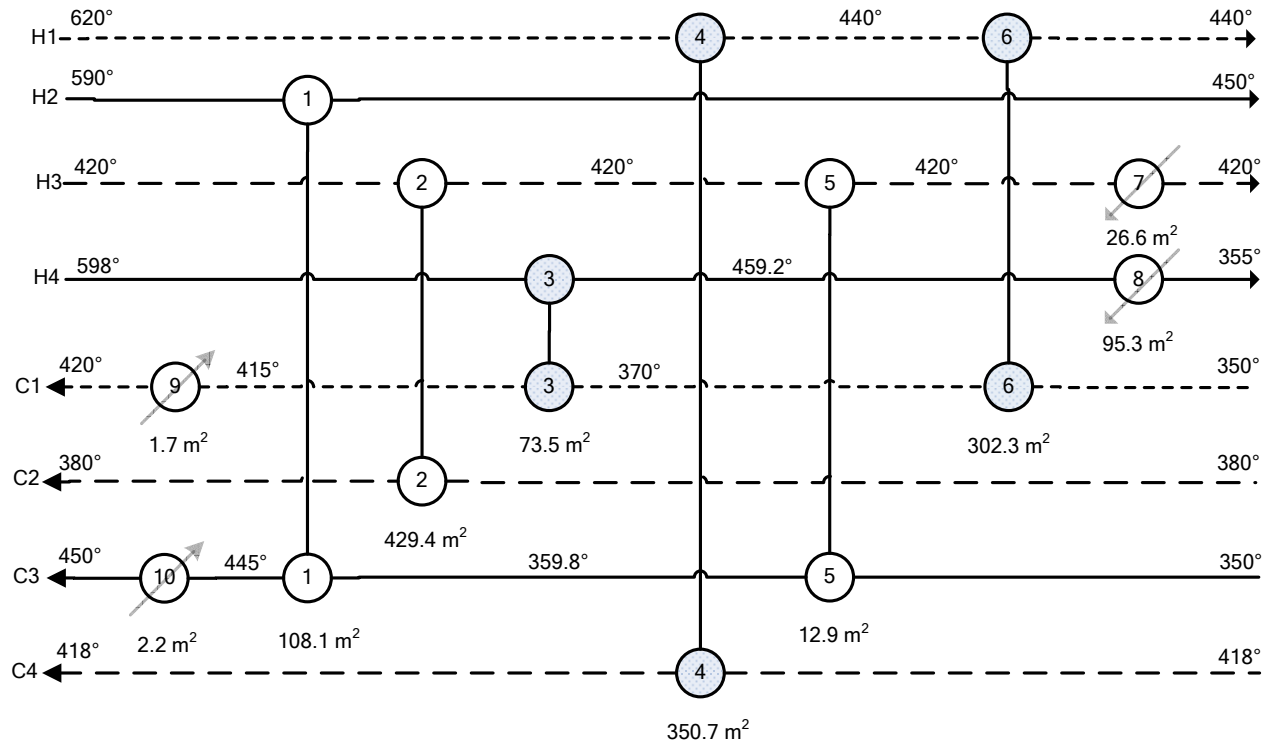 H1 620° 4 440° 6 440°
H2 590° 1 450°
H3 420° 2 420° 5 420° 7 420°
26.6 m²
H4 598° 3 459.2° 8 355°
95.3 m²
C1 420° 9 415° 3 370° 6 350°
1.7 m² 73.5 m² 302.3 m²
C2 380° 2 380°
429.4 m²
C3 450° 10 445° 1 359.8° 5 350°
2.2 m² 108.1 m² 12.9 m²
C4 418° 4 418°
350.7 m²